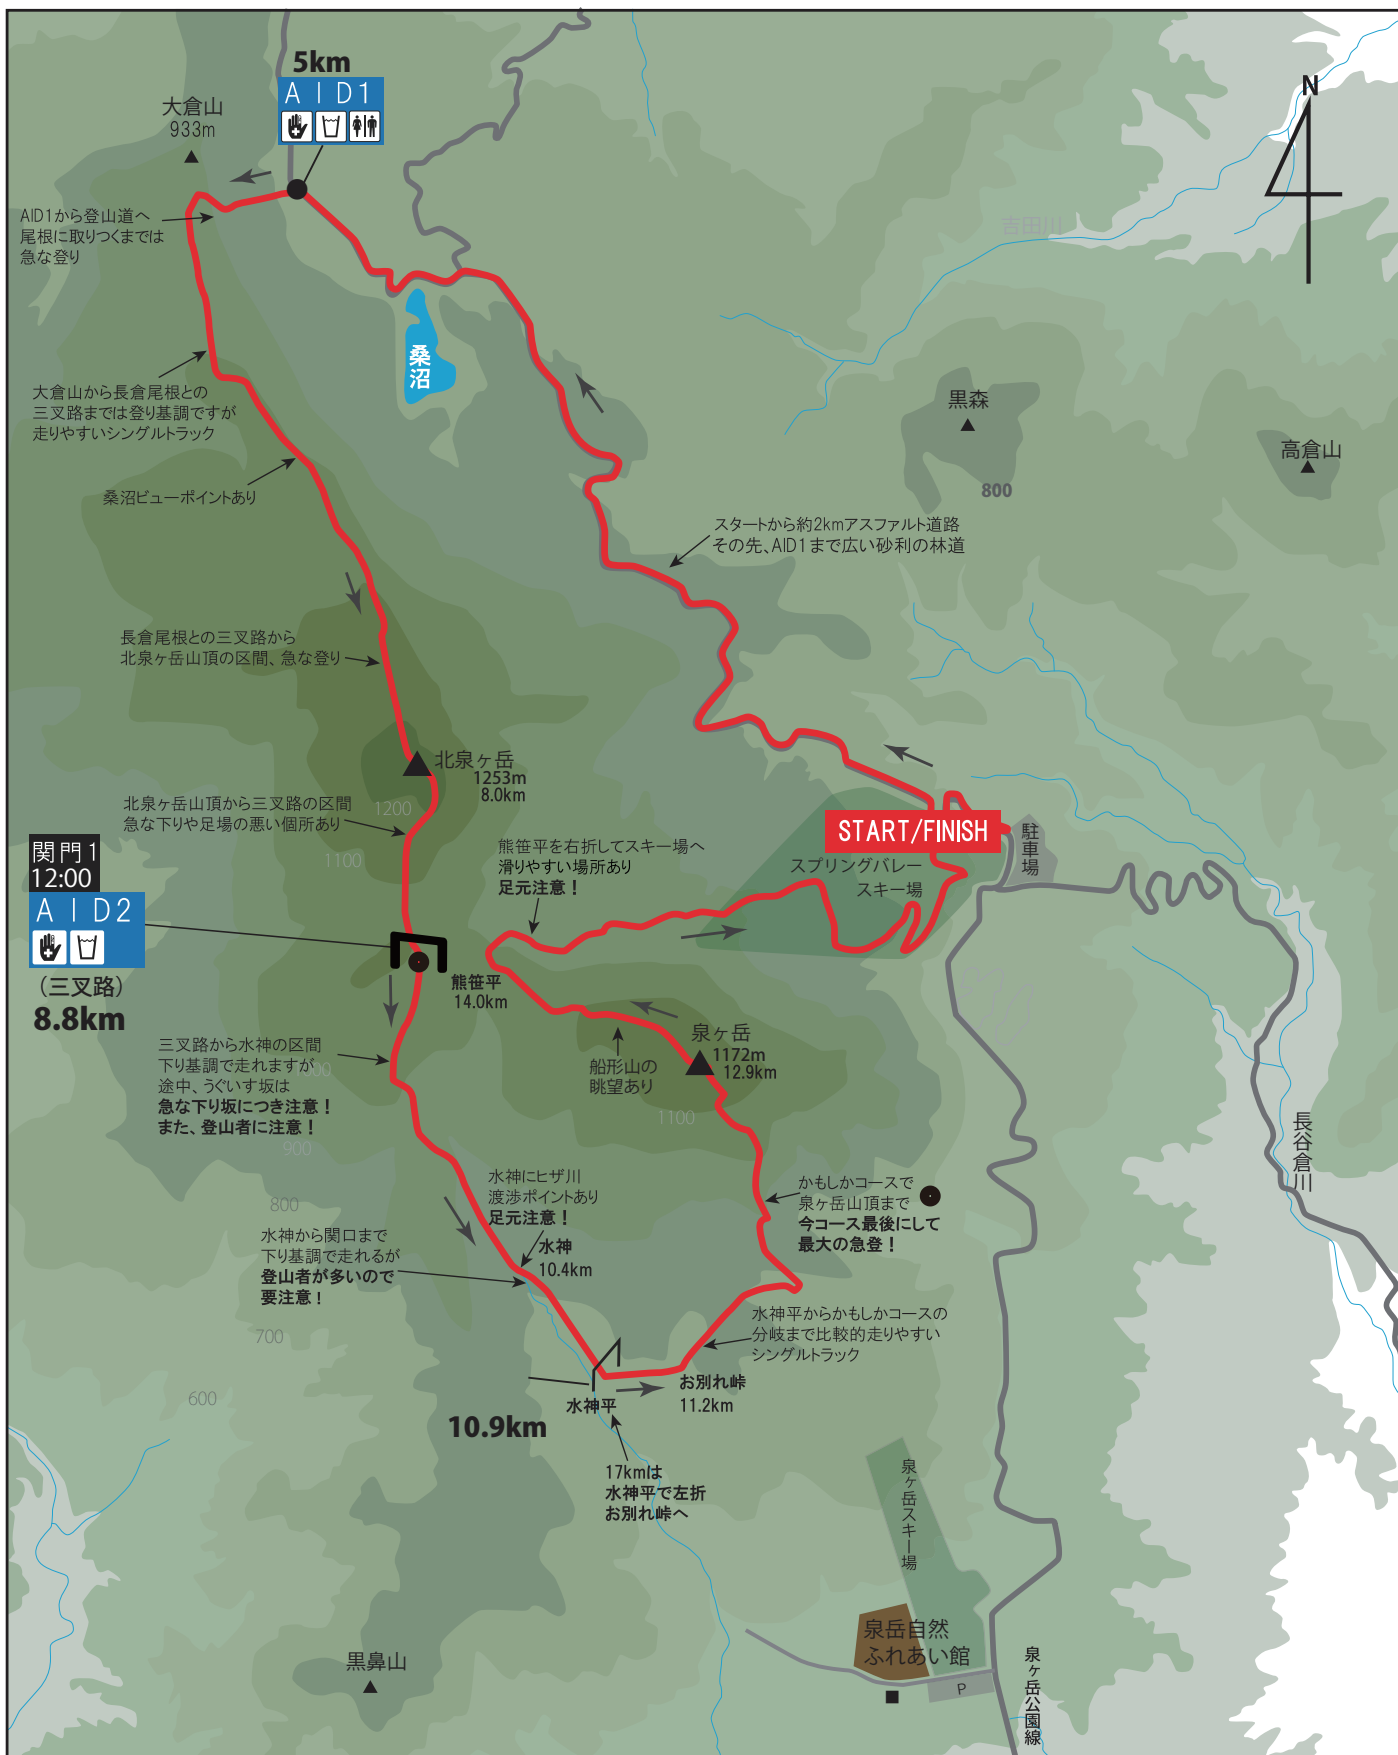 5km
AID1
N
大倉山
933m
吉田川
AID1から登山道へ
尾根に取りつくまでは
急な登り
桑沼
大倉山から長倉尾根との
三叉路までは登り基調ですが
走りやすいシングルトラック
黒森
高倉山
800
桑沼ビューポイントあり
スタートから約2kmアスファルト道路
その先、AID1まで広い砂利の林道
長倉尾根との三叉路から
北泉ヶ岳山頂の区間、急な登り
北泉ヶ岳
1253m
8.0km
1200
北泉ヶ岳山頂から三叉路の区間
急な下りや足場の悪い個所あり
1100
START/FINISH
駐車場
スプリングバレー
スキー場
関門1
12:00
AID2
(三叉路)
8.8km
熊笹平を右折してスキー場へ
滑りやすい場所あり
足元注意！
熊笹平
14.0km
泉ヶ岳
1172m
12.9km
船形山の
眺望あり
1100
三叉路から水神の区間
下り基調で走れますが
途中、うぐいす坂は
急な下り坂につき注意！
また、登山者に注意！
1000
900
800
長谷倉川
水神にヒザ川
渡渉ポイントあり
足元注意！
水神
10.4km
かもしかコースで
泉ヶ岳山頂まで
今コース最後にして
最大の急登！
水神から関口まで
下り基調で走れるが
登山者が多いので
要注意！
700
600
水神平からかもしかコースの
分岐まで比較的走りやすい
シングルトラック
お別れ峠
11.2km
水神平
10.9km
17kmは
水神平で左折
お別れ峠へ
泉ヶ岳スキー場
泉岳自然
ふれあい館
P
黒鼻山
泉ヶ岳公園線